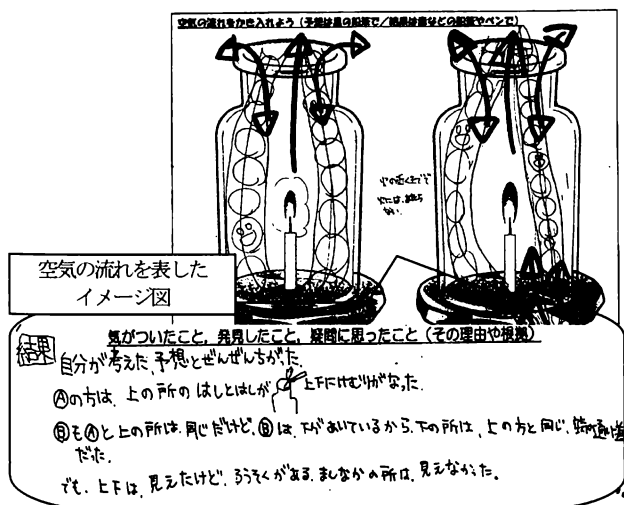 空気の流れをかき入れよう（予想は黒の鉛筆で／結果は青などの鉛筆やペンで）
空気の流れを表した
イメージ図
気がついたこと，発見したこと，疑問に思ったこと（その理由や根拠）
結果 自分が考えた、予想とぜんぜんちがった。
Ⓐの方は、上の所のはしとはしが 上下にけむりがなった。
ⒷもⒶと上の所は、同じだけど、Ⓑは、下があいているから、下の所は、上の方と同じ、
だった。
でも、上下は、見えたけど、ろうそくがある、ましなかの所は、見えなかった。